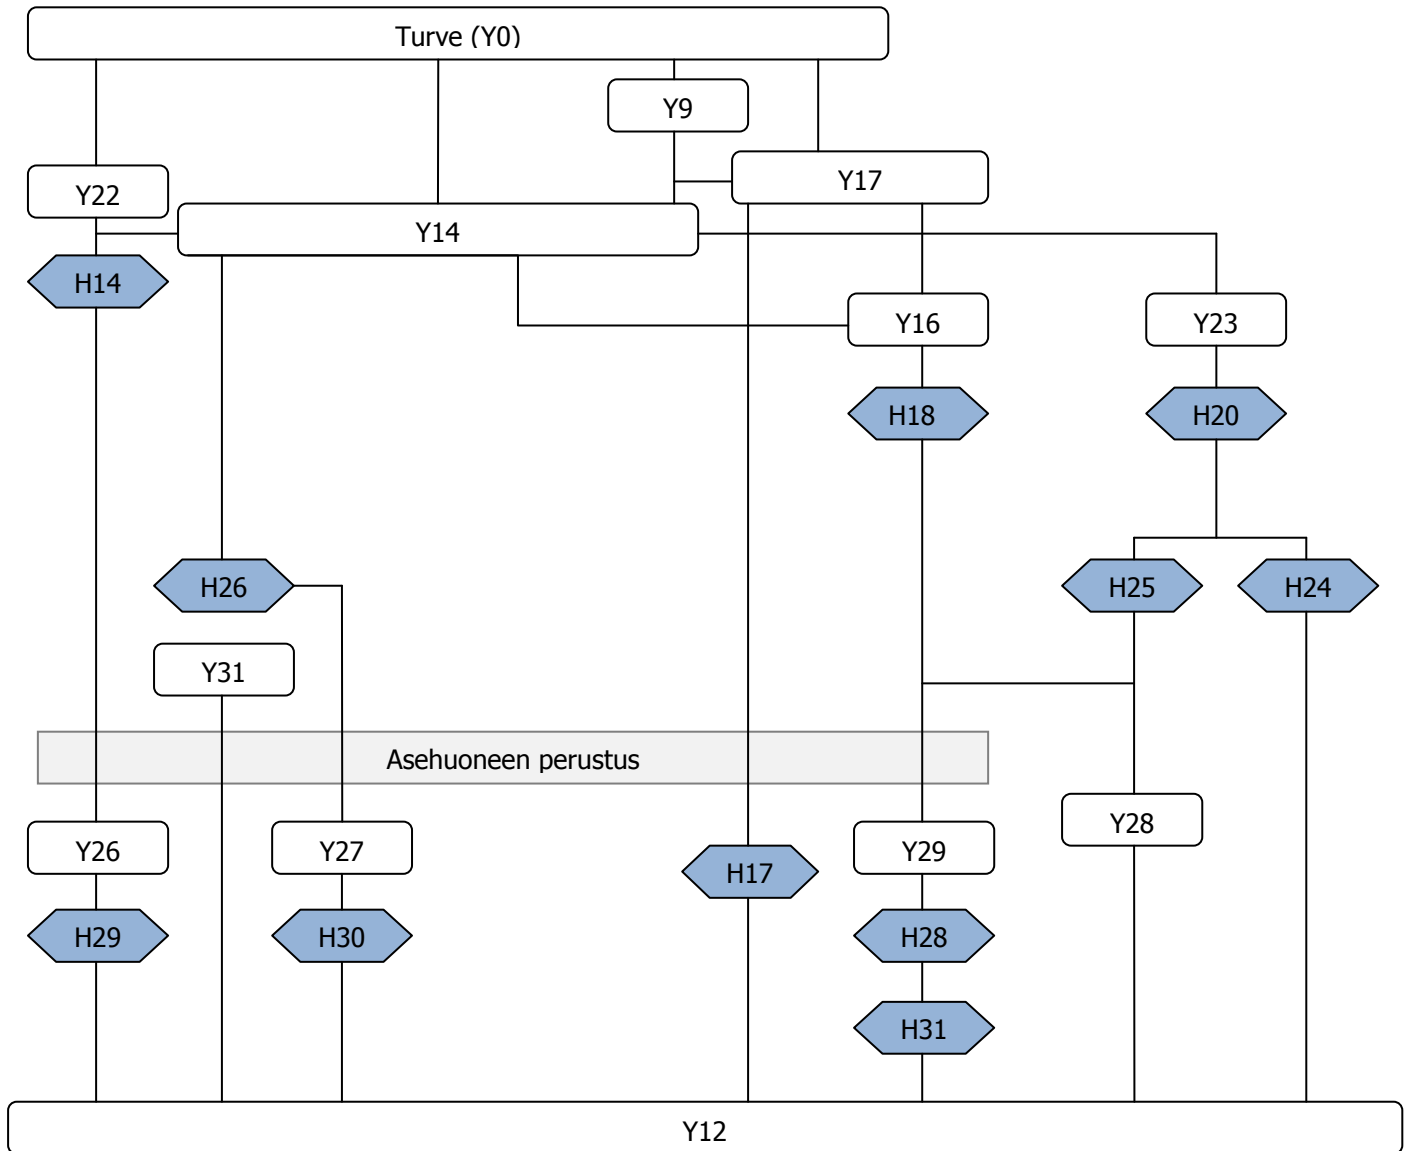 Turve (Y0)
Y9
Y17
Y22
Y14
H14
Y16
Y23
H18
H20
H26
H25
H24
Y31
Asehuoneen perustus
Y28
Y26
Y27
Y29
H17
H29
H30
H28
H31
Y12